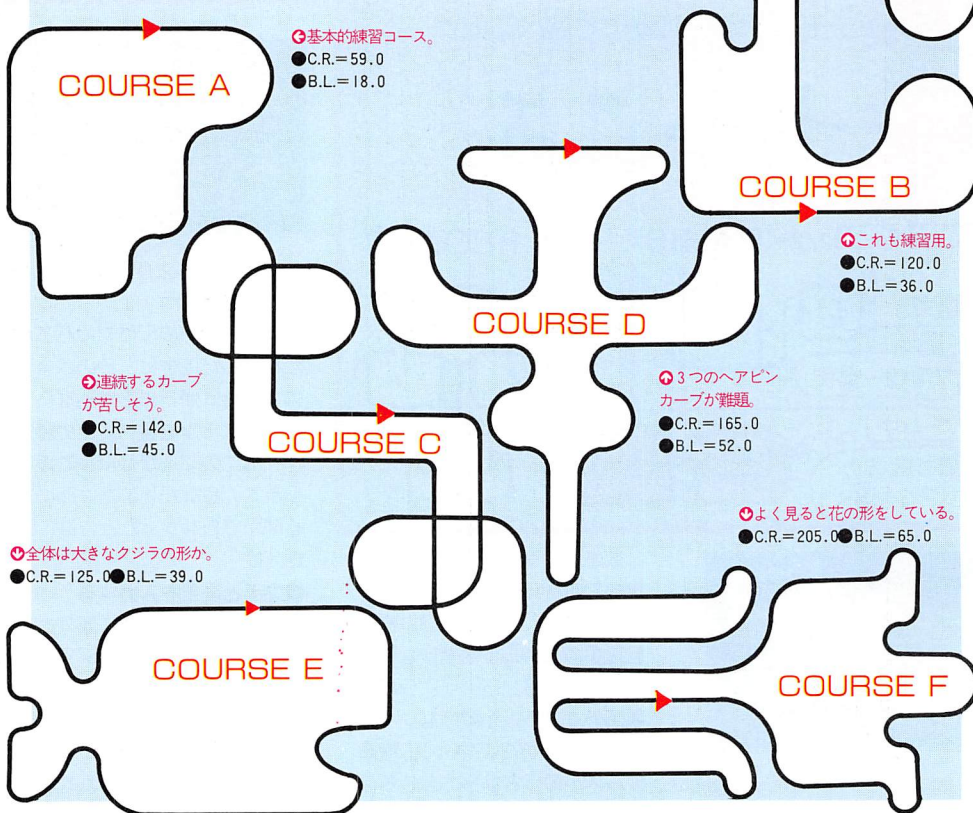 COURSE A
基本的練習コース。
●C.R.=59.0
●B.L.=18.0
COURSE B
これも練習用。
●C.R.=120.0
●B.L.=36.0
COURSE D
3つのヘアピン
カーブが難題。
●C.R.=165.0
●B.L.=52.0
連続するカーブ
が苦しそう。
●C.R.=142.0
●B.L.=45.0
COURSE C
全体は大きなクジラの形か。
●C.R.=125.0●B.L.=39.0
COURSE E
よく見ると花の形をしている。
●C.R.=205.0●B.L.=65.0
COURSE F